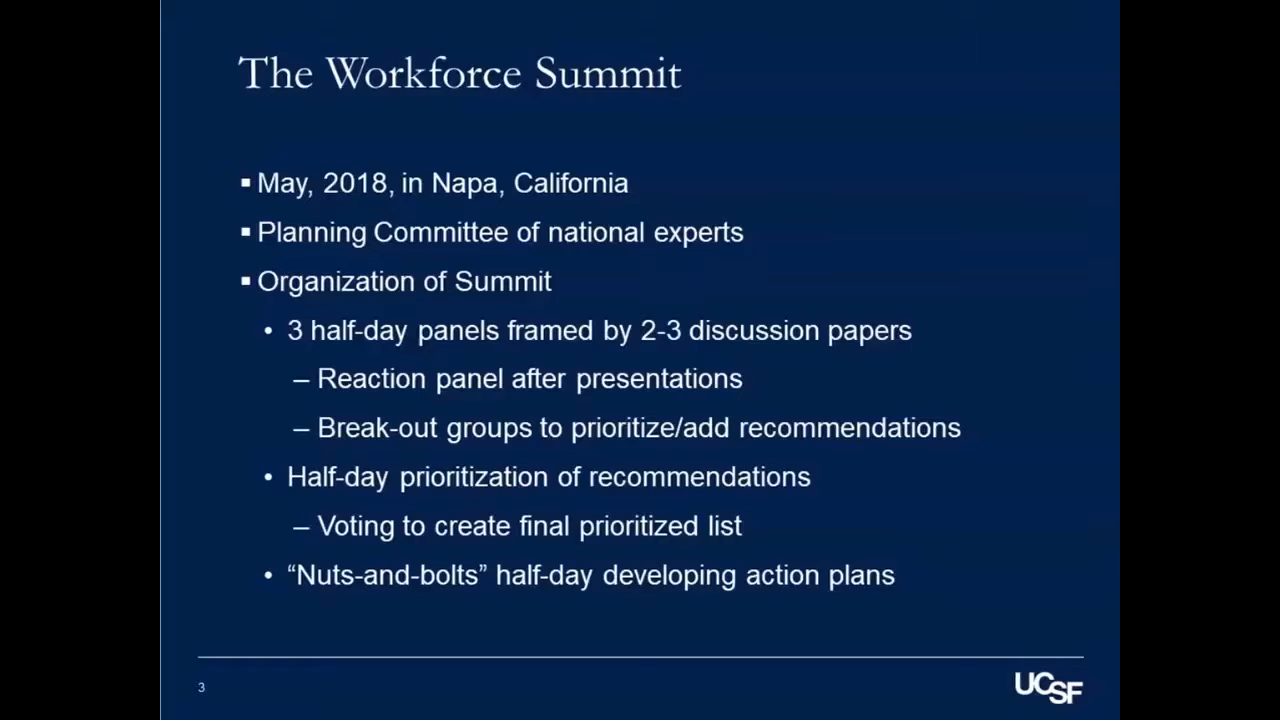 The Workforce Summit
▪ May, 2018, in Napa, California
▪ Planning Committee of national experts
▪ Organization of Summit
• 3 half-day panels framed by 2-3 discussion papers
– Reaction panel after presentations
– Break-out groups to prioritize/add recommendations
• Half-day prioritization of recommendations
– Voting to create final prioritized list
• “Nuts-and-bolts” half-day developing action plans
3
UCSF